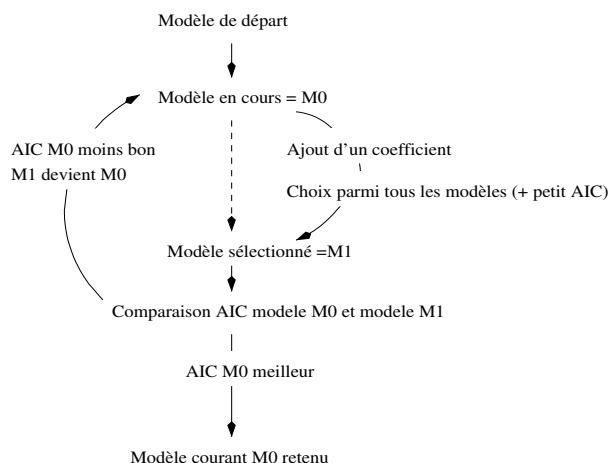 Modèle de départ
Modèle en cours = M0
AIC M0 moins bon
M1 devient M0
Ajout d'un coefficient
Choix parmi tous les modèles (+ petit AIC)
Modèle sélectionné =M1
Comparaison AIC modele M0 et modele M1
AIC M0 meilleur
Modèle courant M0 retenu